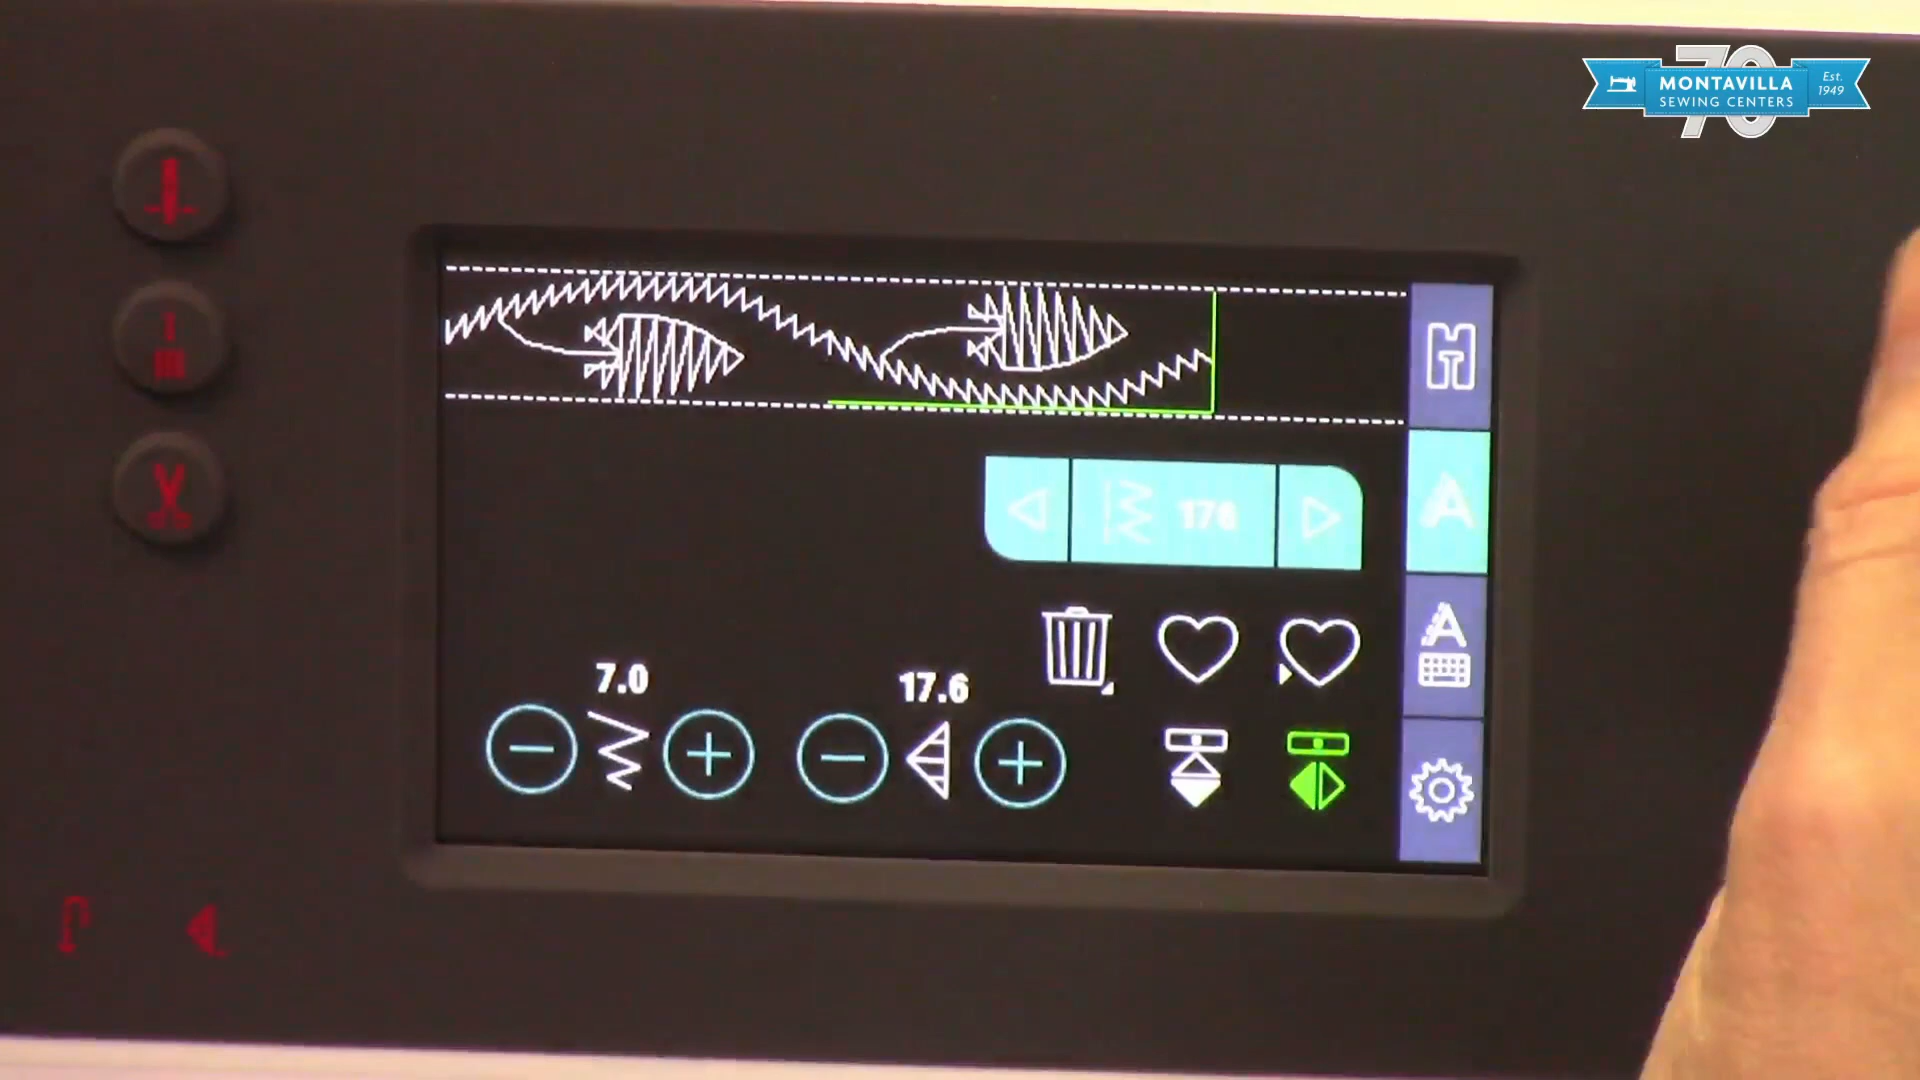 70
MONTAVILLA
SEWING CENTERS
Est.
1949
176
A
A
7.0
17.6